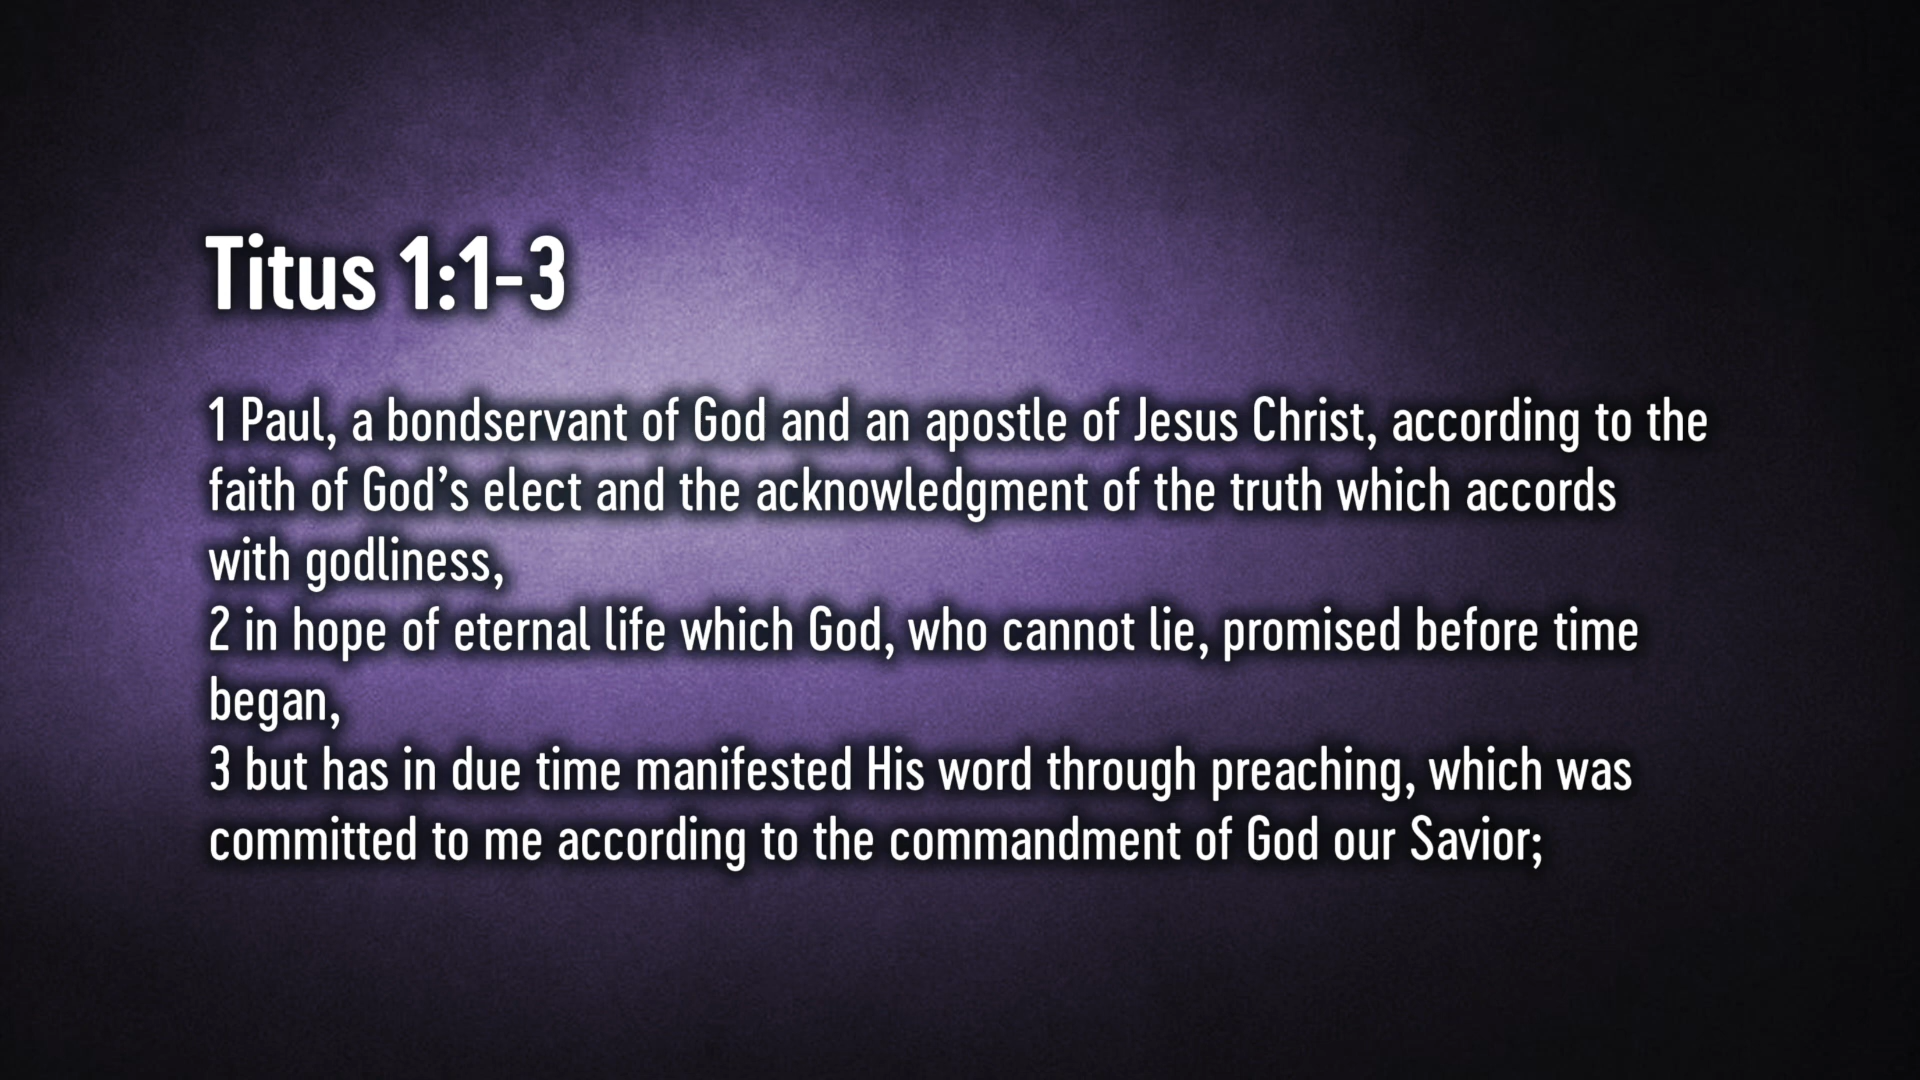 Titus 1:1-3
1 Paul, a bondservant of God and an apostle of Jesus Christ, according to the
faith of God’s elect and the acknowledgment of the truth which accords
with godliness,
2 in hope of eternal life which God, who cannot lie, promised before time
began,
3 but has in due time manifested His word through preaching, which was
committed to me according to the commandment of God our Savior;